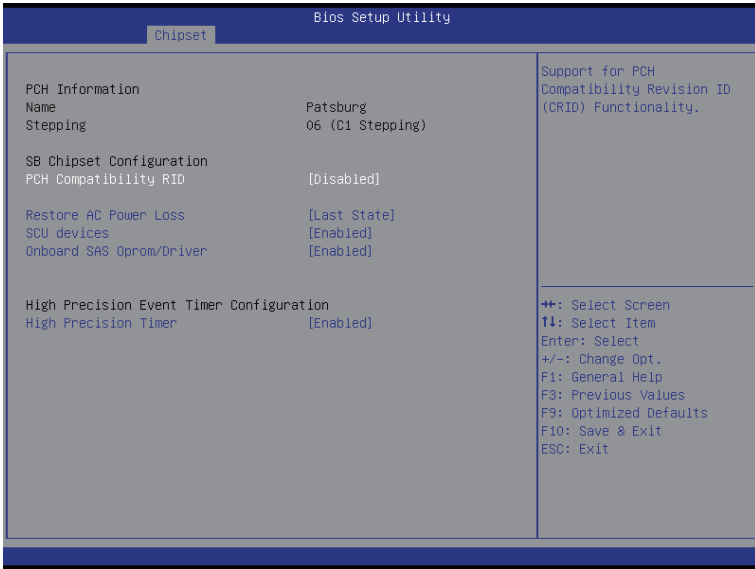 Bios Setup Utility
Chipset
PCH Information
Name Patsburg
Stepping 06 (C1 Stepping)
SB Chipset Configuration
PCH Compatibility RID [Disabled]
Restore AC Power Loss [Last State]
SCU devices [Enabled]
Onboard SAS Oprom/Driver [Enabled]
High Precision Event Timer Configuration
High Precision Timer [Enabled]
Support for PCH
Compatibility Revision ID
(CRID) Functionality.
→←: Select Screen
↑↓: Select Item
Enter: Select
+/-: Change Opt.
F1: General Help
F3: Previous Values
F9: Optimized Defaults
F10: Save & Exit
ESC: Exit